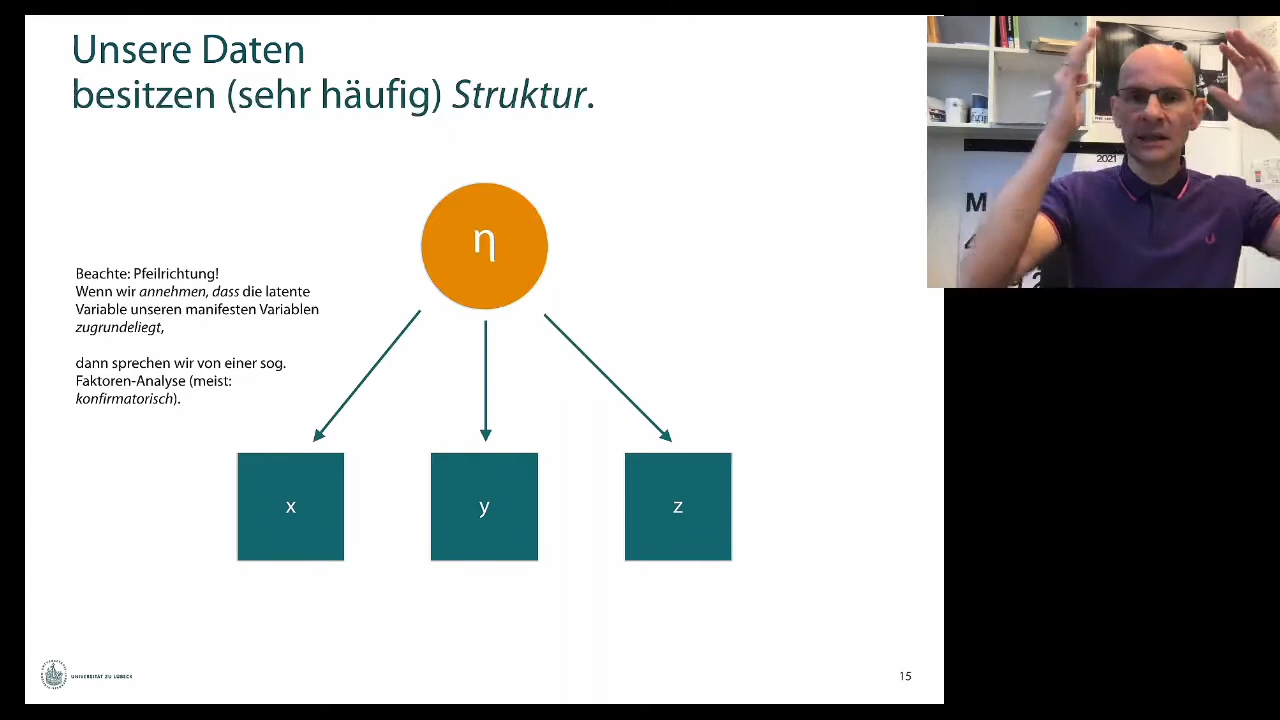 Unsere Daten
besitzen (sehr häufig) Struktur.
η
Beachte: Pfeilrichtung!
Wenn wir annehmen, dass die latente
Variable unseren manifesten Variablen
zugrundeliegt,
dann sprechen wir von einer sog.
Faktoren-Analyse (meist:
konfirmatorisch).
x
y
z
UNIVERSITÄT ZU LÜBECK
15
2021
M